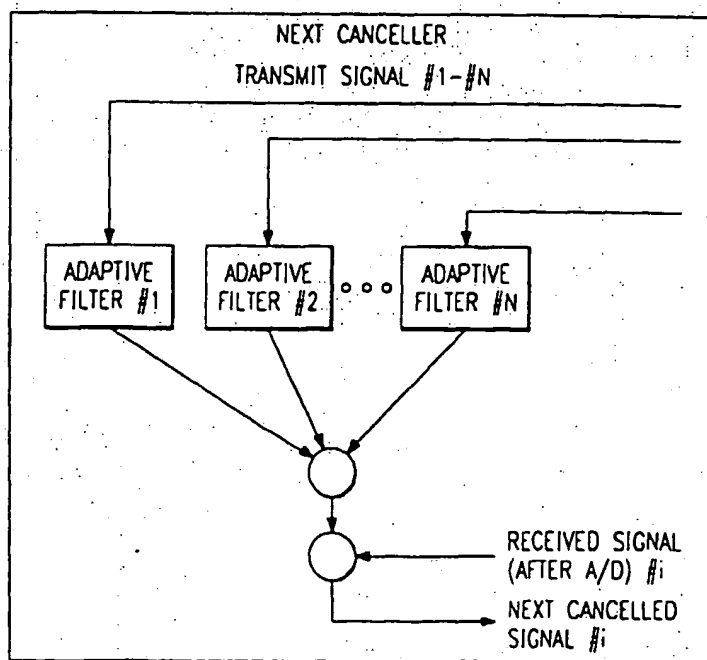 NEXT CANCELLER
TRANSMIT SIGNAL #1-#N
ADAPTIVE
FILTER #1
ADAPTIVE
FILTER #2
ADAPTIVE
FILTER #N
RECEIVED SIGNAL
(AFTER A/D) #i
NEXT CANCELLED
SIGNAL #i